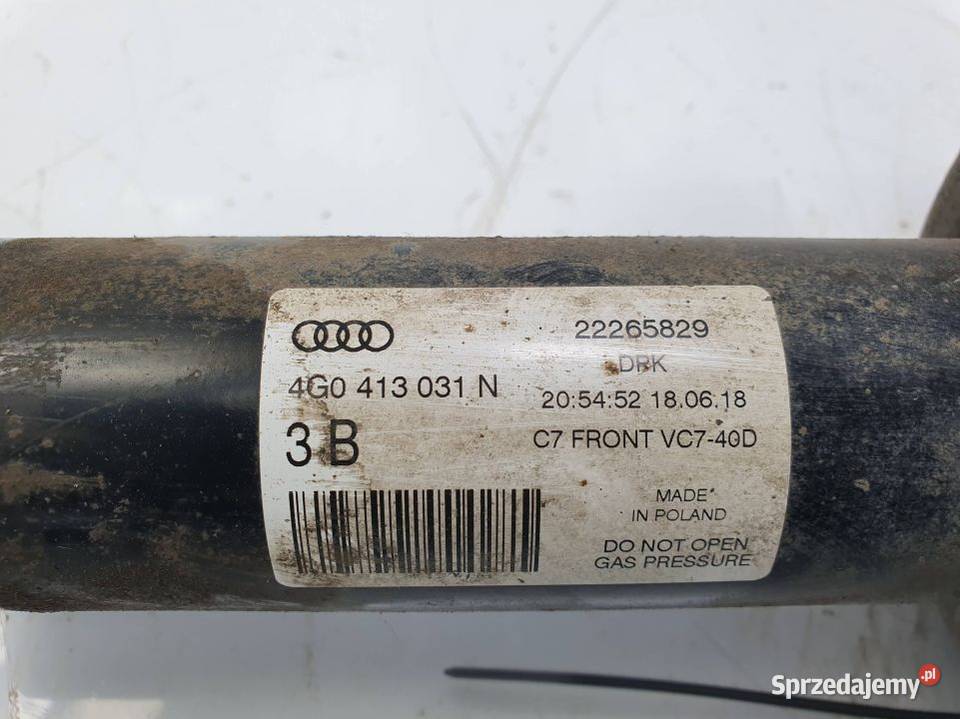 22265829
DPK
4G0 413 031 N
20:54:52 18.06.18
3 B
C7 FRONT VC7-40D
MADE
IN POLAND
DO NOT OPEN
GAS PRESSURE
Sprzedajemy.pl